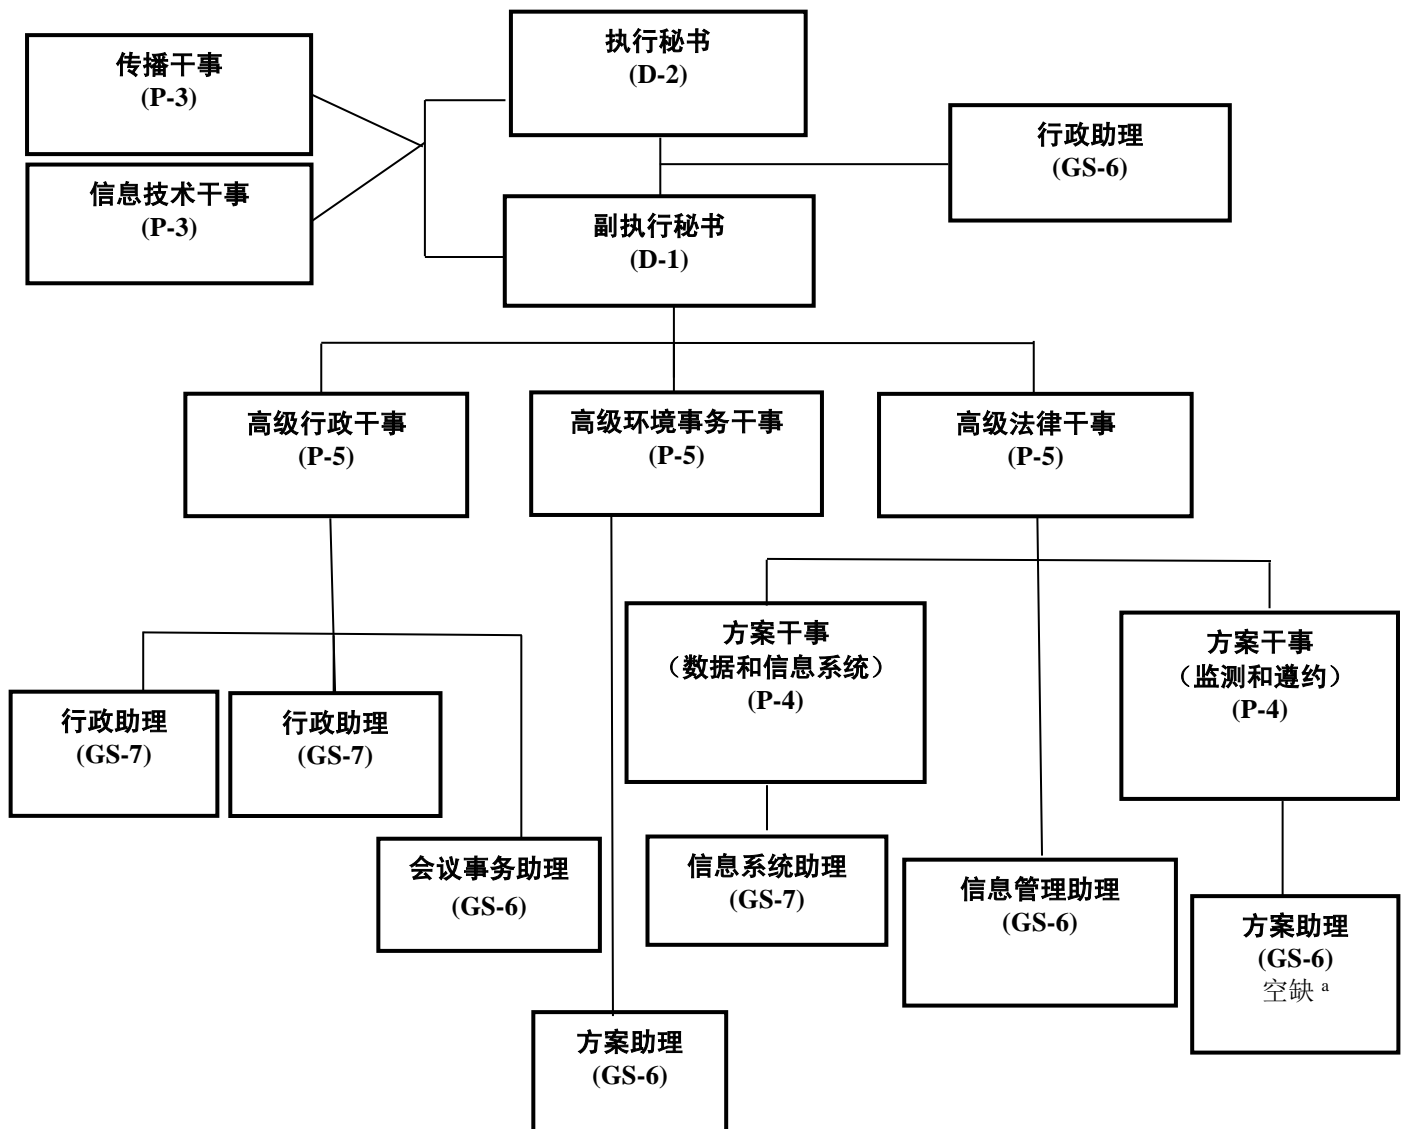 执行秘书
(D-2)
传播干事
(P-3)
行政助理
(GS-6)
信息技术干事
(P-3)
副执行秘书
(D-1)
高级行政干事
(P-5)
高级环境事务干事
(P-5)
高级法律干事
(P-5)
方案干事
（数据和信息系统）
(P-4)
方案干事
（监测和遵约）
(P-4)
行政助理
(GS-7)
行政助理
(GS-7)
会议事务助理
(GS-6)
信息系统助理
(GS-7)
信息管理助理
(GS-6)
方案助理
(GS-6)
空缺 a
方案助理
(GS-6)